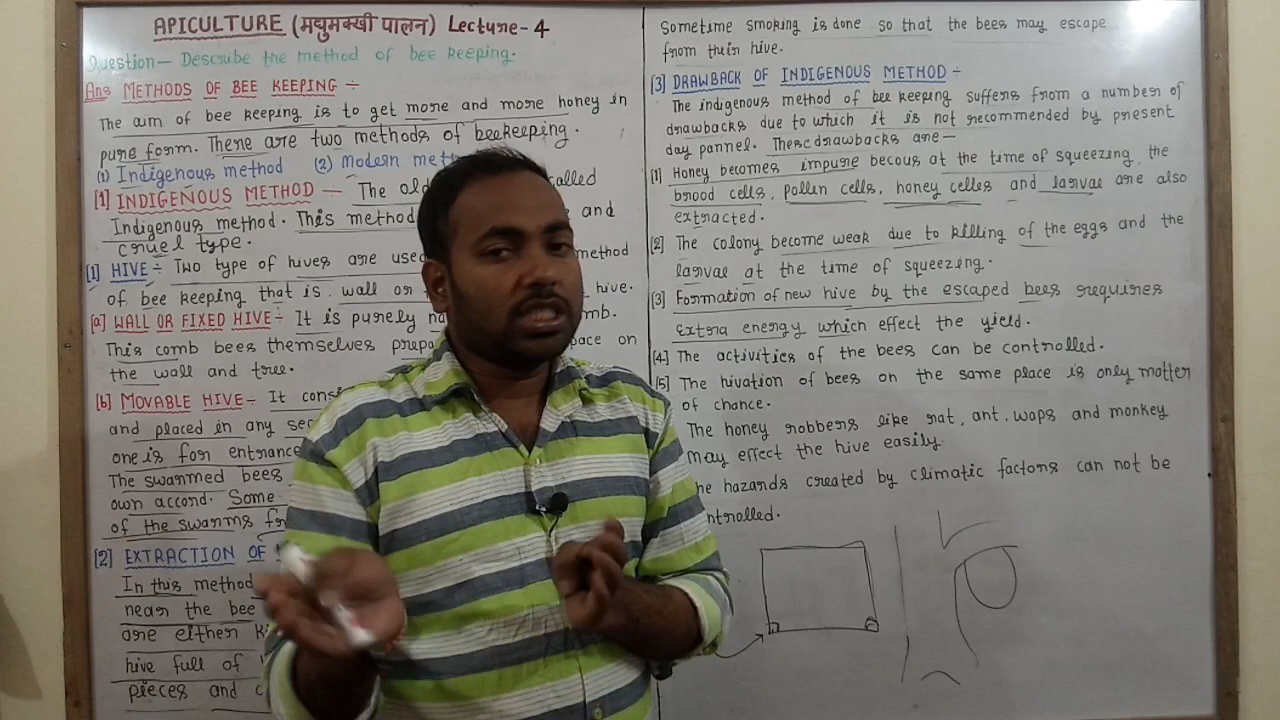 APICULTURE (मधुमक्खी पालन) Lecture-4
Question— Describe the method of bee keeping.
Ans METHODS OF BEE KEEPING ÷
The aim of bee keeping is to get more and more honey in
pure form. There are two methods of beekeeping.
(1) Indigenous method (2) Modern
[1] INDIGENOUS METHOD — The
Indigenous method. This method and
cruel type.
[1] HIVE ÷ Two type of hives are used method
of bee keeping that is wall or hive.
[a] WALL OR FIXED HIVE ÷ It is purely
This comb bees themselves on
the wall and tree.
[b] MOVABLE HIVE ÷ It
and placed in any
one is for entrance
The swarmed bees
own accord. Some
of the swarms
[2] EXTRACTION OF
In this method
near the bee
are either
hive full of
pieces and
Sometime smoking is done so that the bees may escape
from their hive.
[3] DRAWBACK OF INDIGENOUS METHOD ÷
The indigenous method of bee keeping suffers from a number of
drawbacks due to which it is not recommended by present
day pannel. These drawbacks are—
[1] Honey becomes impure becous at the time of squeezing, the
brood cells, pollen cells, honey celles and larvae are also
extracted.
[2] The colony become weak due to killing of the eggs and the
larvae at the time of squeezing.
[3] Formation of new hive by the escaped bees requires
Extra energy which effect the yield.
[4] The activities of the bees can be controlled.
[5] The hivation of bees on the same place is only matter
of chance.
The honey robbers like rat, ant, waps and monkey
May effect the hive easily.
hazards created by climatic factors can not be